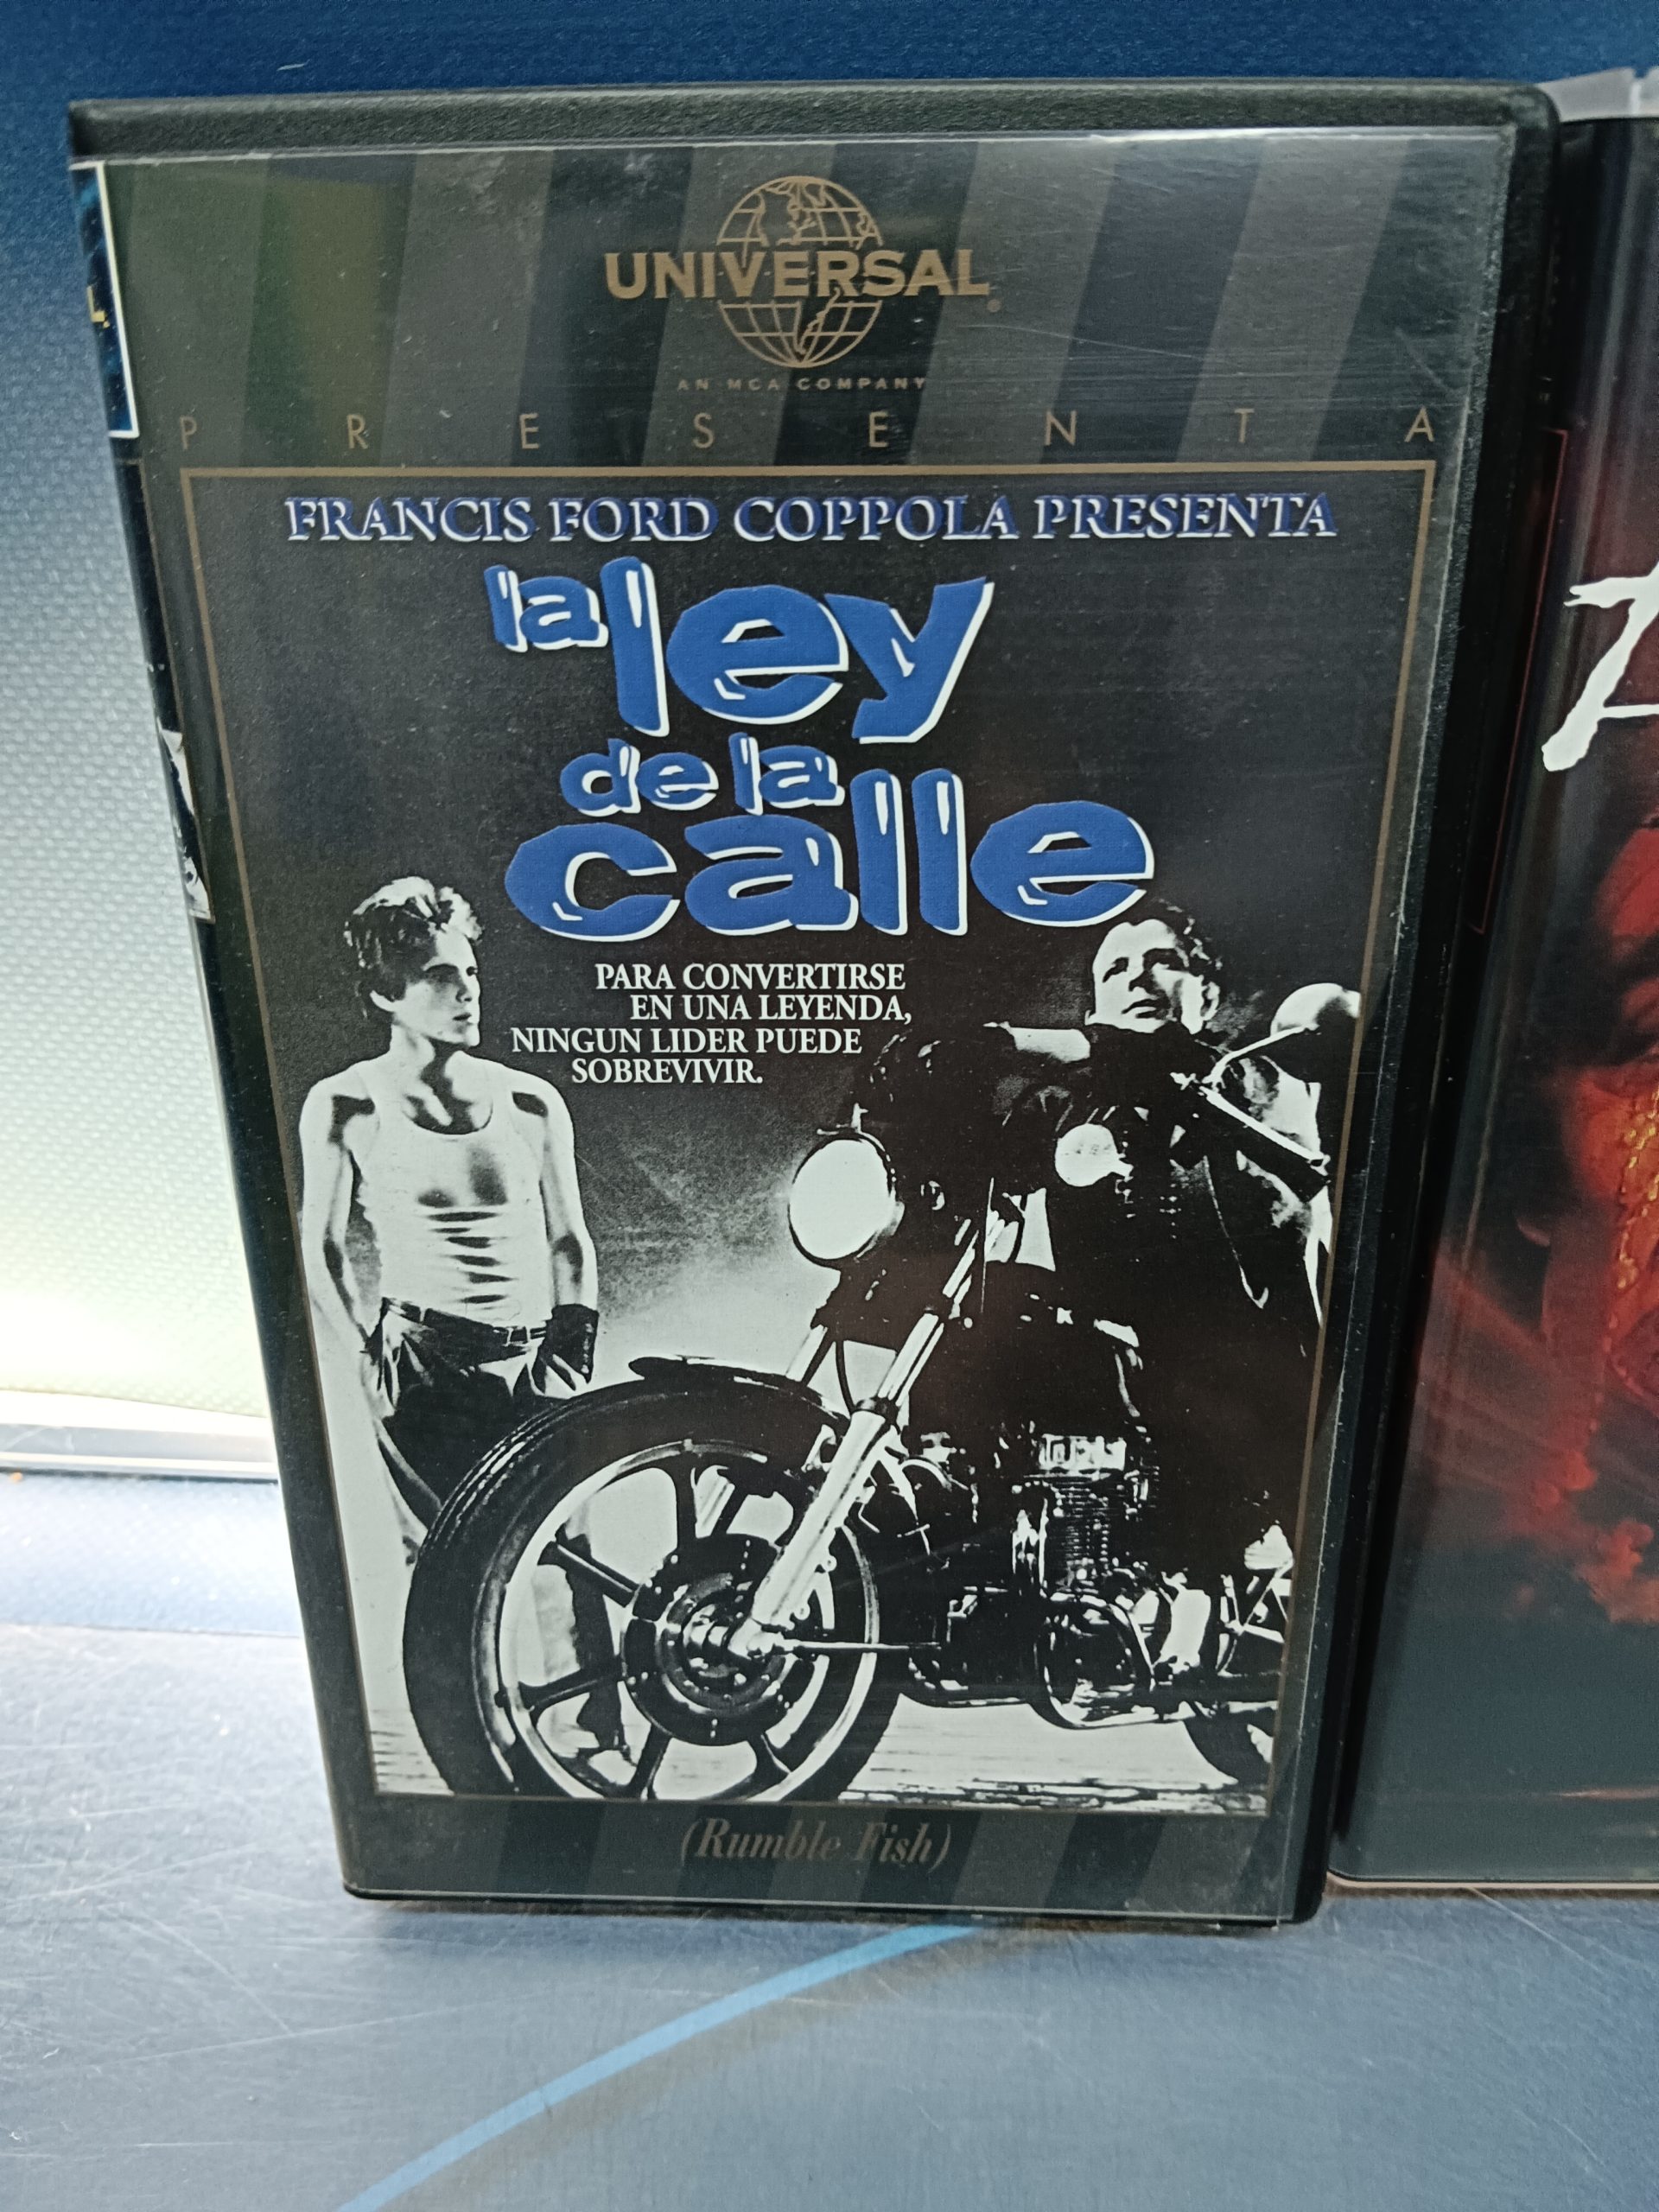 UNIVERSAL
AN MCA COMPANY
PRESENTA
FRANCIS FORD COPPOLA PRESENTA
la ley
de la
calle
PARA CONVERTIRSE
EN UNA LEYENDA,
NINGUN LIDER PUEDE
SOBREVIVIR.
(Rumble Fish)